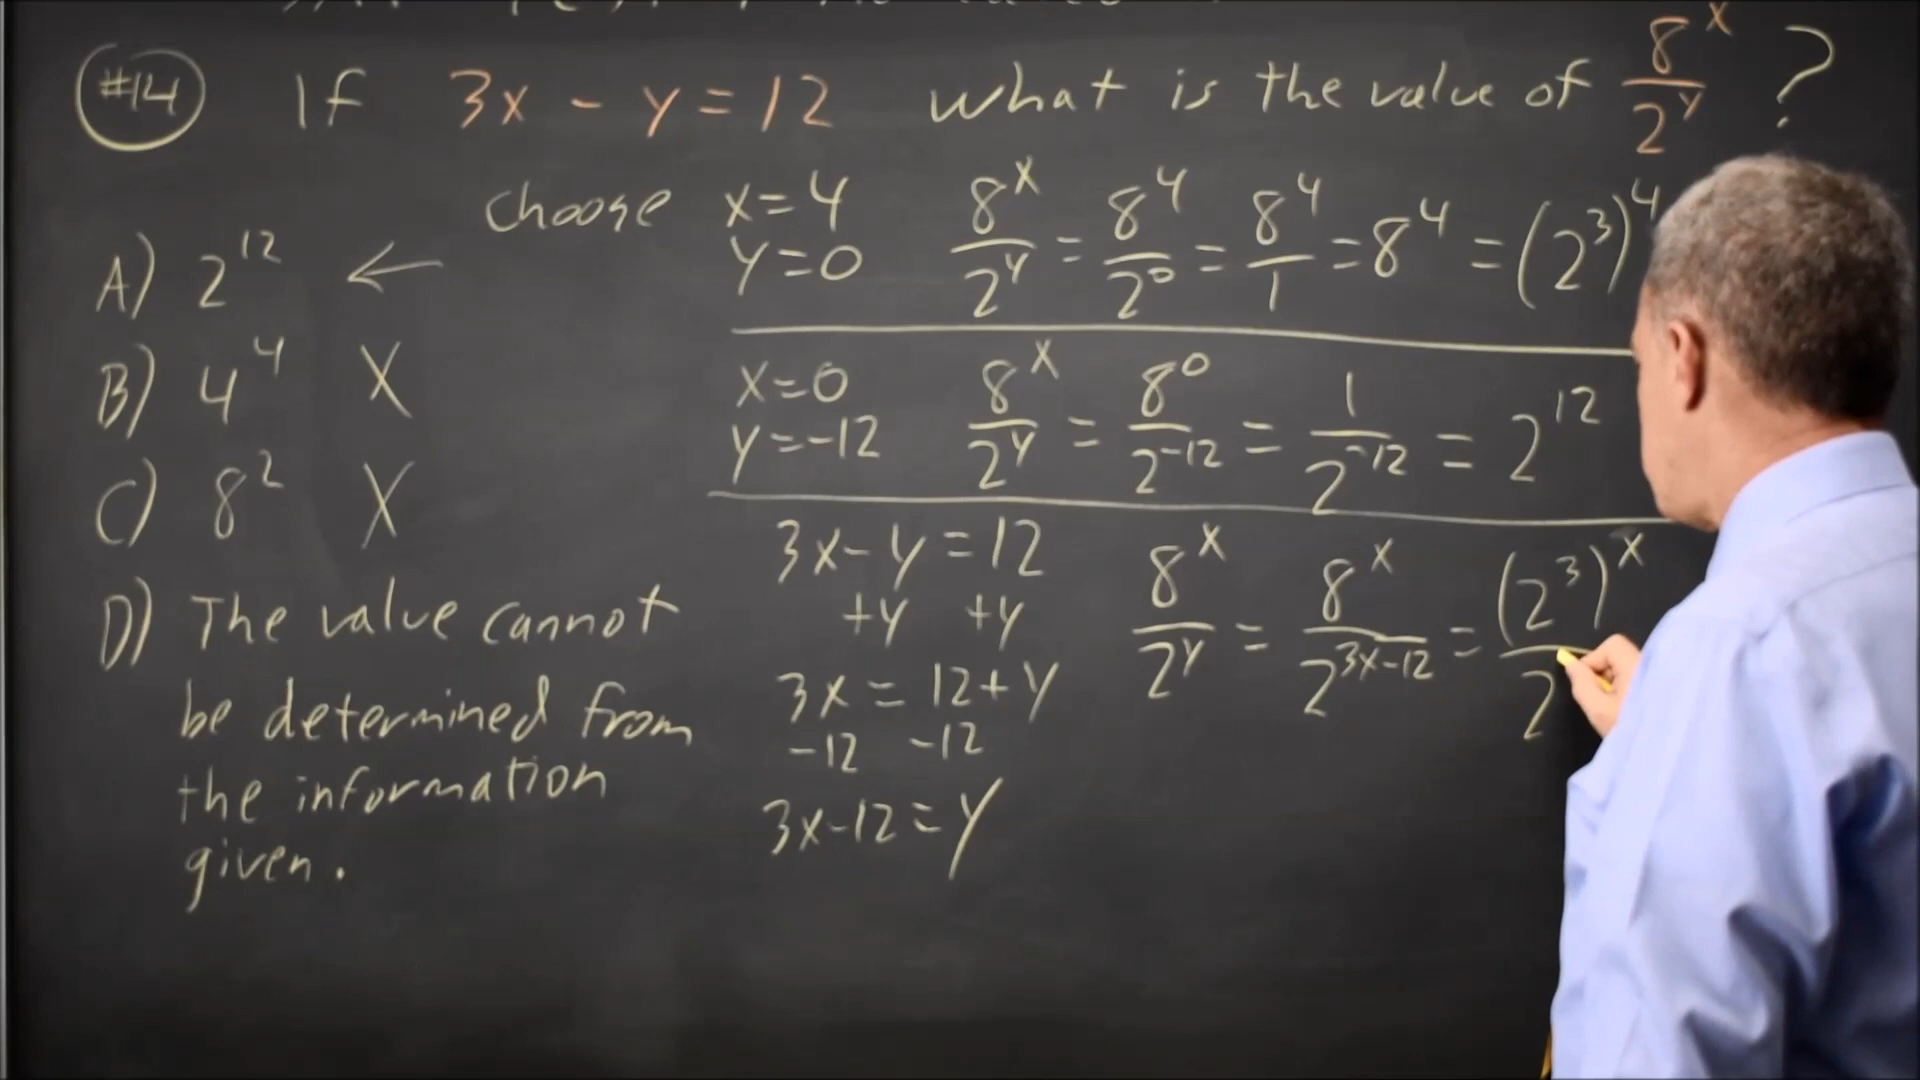 #14 If 3x - y = 12 what is the value of 8^x/2^y ?
choose x=4 y=0 8^x/2^y = 8^4/2^0 = 8^4/1 = 8^4 = (2^3)^4
A) 2^12 ←
B) 4^4 X
C) 8^2 X
D) The value cannot
be determined from
the information
given.
x=0 y=-12 8^x/2^y = 8^0/2^-12 = 1/2^-12 = 2^12
3x-y=12
+y +y
3x = 12+y
-12 -12
3x-12=y
8^x/2^y = 8^x/2^3x-12 = (2^3)^x/2